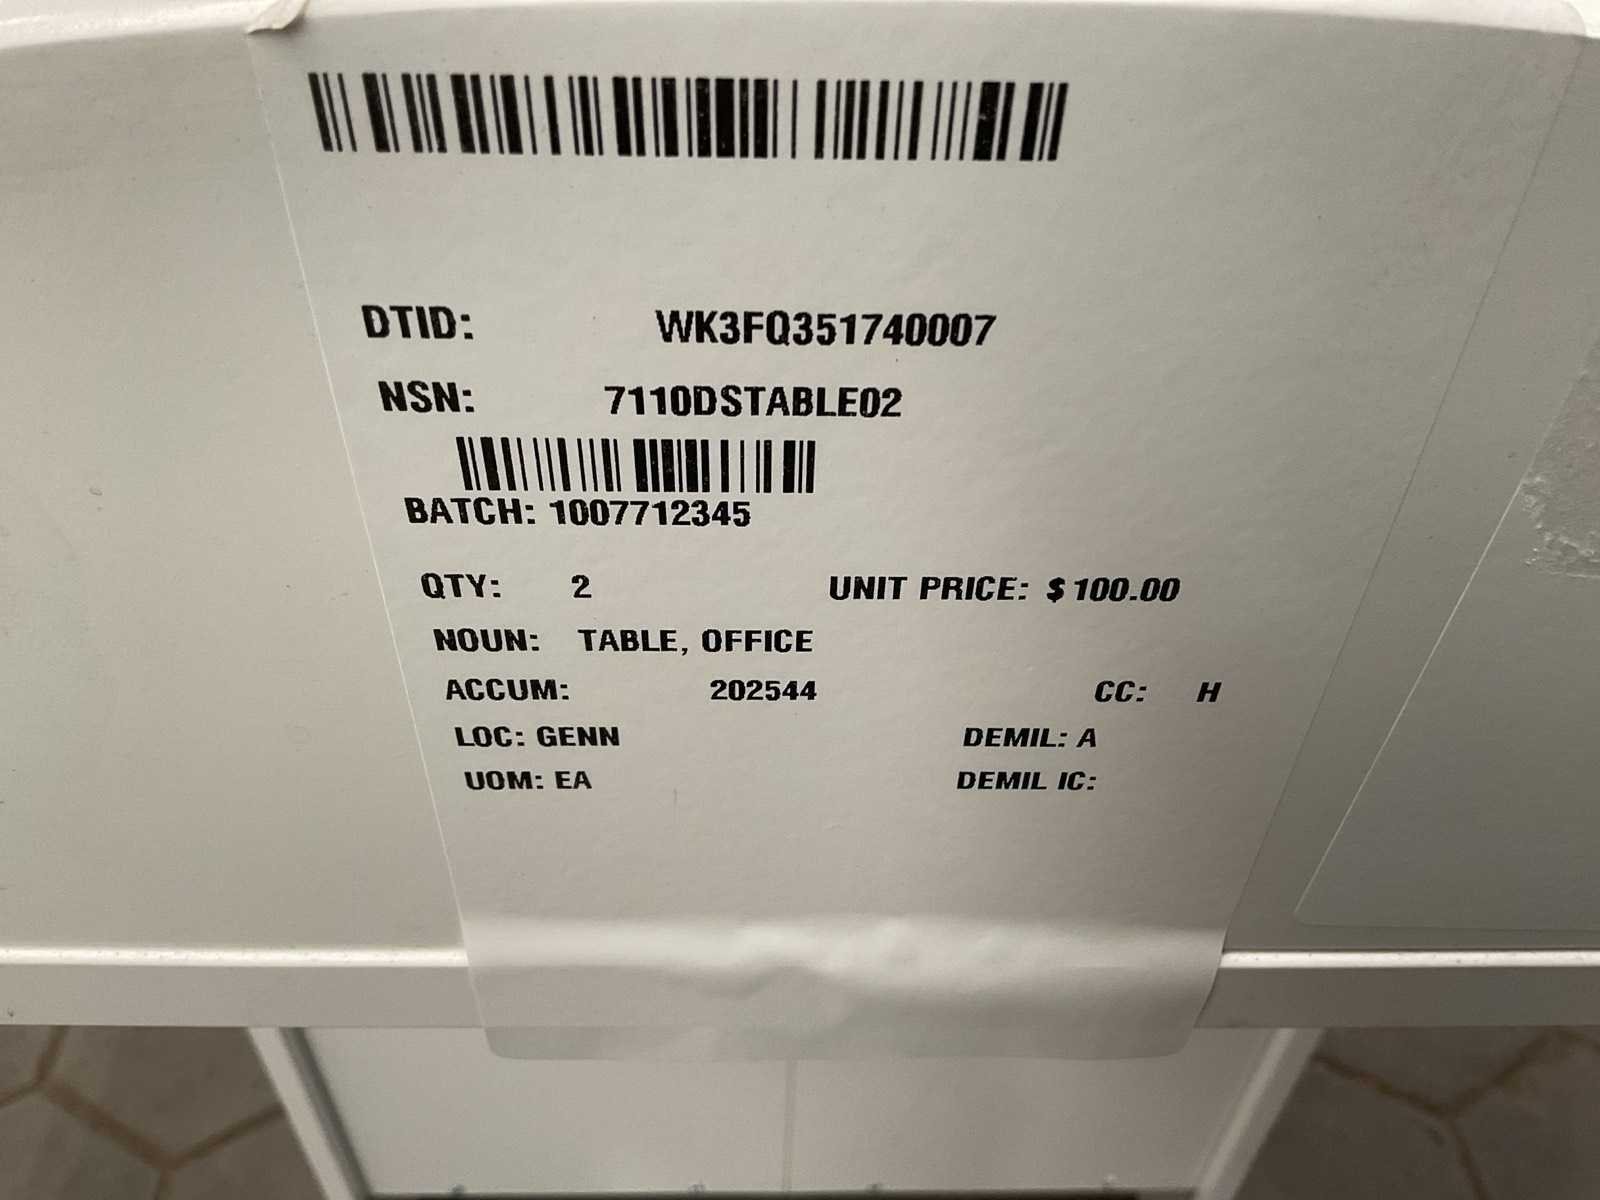 DTID: WK3FQ351740007
NSN: 7110DSTABLE02
BATCH: 1007712345
QTY: 2 UNIT PRICE: $ 100.00
NOUN: TABLE, OFFICE
ACCUM: 202544 CC: H
LOC: GENN DEMIL: A
UOM: EA DEMIL IC: